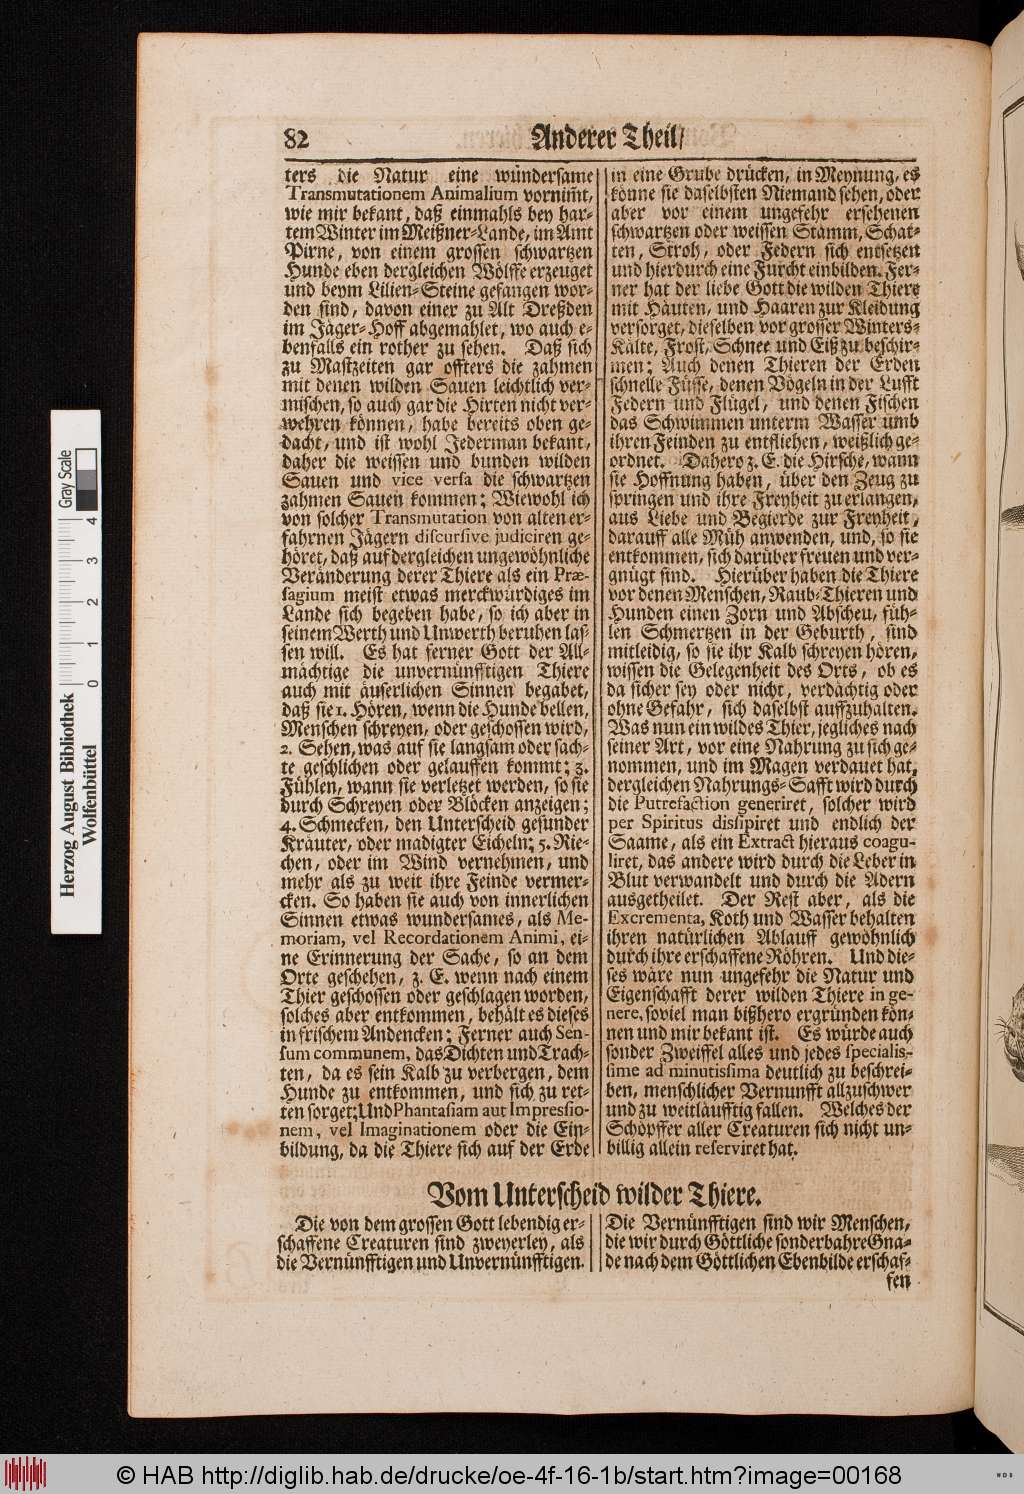 82
Anderer Theil/
ters die Natur eine wundersame
Transmutationem Animalium vornim̃t,
wie mir bekant, daß einmahls bey har-
tem Winter im Meißner-Lande, im Amt
Pirne, von einem grossen schwartzen
Hunde eben dergleichen Wölffe erzeuget
und beym Lilien-Steine gefangen wor-
den sind, davon einer zu Alt Dreßden
im Jäger-Hoff abgemahlet, wo auch e-
benfalls ein rother zu sehen. Daß sich
zu Mastzeiten gar offters die zahmen
mit denen wilden Sauen leichtlich ver-
mischen, so auch gar die Hirten nicht ver-
wehren können, habe bereits oben ge-
dacht, und ist wohl Jederman bekant,
daher die weissen und bunden wilden
Sauen und vice versa die schwartzen
zahmen Sauen kommen; Wiewohl ich
von solcher Transmutation von alten er-
fahrnen Jägern discursive judiciren ge-
höret, daß auf dergleichen ungewöhnliche
Veränderung derer Thiere als ein Præ-
sagium meist etwas merckwürdiges im
Lande sich begeben habe, so ich aber in
seinem Werth und Unwerth beruhen las-
sen will. Es hat ferner Gott der All-
mächtige die unvernünfftigen Thiere
auch mit äuserlichen Sinnen begabet,
daß sie 1. Hören, wenn die Hunde bellen,
Menschen schreyen, oder geschossen wird,
2. Sehen, was auf sie langsam oder sach-
te geschlichen oder gelauffen kommt; 3.
Fühlen, wann sie verletzet werden, so sie
durch Schreyen oder Blöcken anzeigen;
4. Schmecken, den Unterscheid gesunder
Kräuter, oder madigter Eicheln; 5. Rie-
chen, oder im Wind vernehmen, und
mehr als zu weit ihre Feinde vermer-
cken. So haben sie auch von innerlichen
Sinnen etwas wundersames, als Me-
moriam, vel Recordationem Animi, ei-
ne Erinnerung der Sache, so an dem
Orte geschehen, z. E. wenn nach einem
Thier geschossen oder geschlagen worden,
solches aber entkommen, behält es dieses
in frischem Andencken; Ferner auch Sen-
sum communem, das Dichten und Trach-
ten, da es sein Kalb zu verbergen, dem
Hunde zu entkommen, und sich zu ret-
ten sorget; Und Phantasiam aut Impressio-
nem, vel Imaginationem oder die Ein-
bildung, da die Thiere sich auf der Erde
in eine Grube drücken, in Meynung, es
könne sie daselbsten Niemand sehen, oder
aber vor einem ungefehr ersehenen
schwartzen oder weissen Stamm, Schat-
ten, Stroh, oder Federn sich entsetzen
und hierdurch eine Furcht einbilden. Fer-
ner hat der liebe Gott die wilden Thiere
mit Häuten, und Haaren zur Kleidung
versorget, dieselben vor grosser Winters-
Kälte, Frost, Schnee und Eiß zu beschir-
men; Auch denen Thieren der Erden
schnelle Füsse, denen Vögeln in der Lufft
Federn und Flügel, und denen Fischen
das Schwimmen unterm Wasser umb
ihren Feinden zu entfliehen, weißlich ge-
ordnet. Dahero z. E. die Hirsche, wann
sie Hoffnung haben, über den Zeug zu
springen und ihre Freyheit zu erlangen,
aus Liebe und Begierde zur Freyheit,
darauff alle Müh anwenden, und, so sie
entkommen, sich darüber freuen und ver-
gnügt sind. Hierüber haben die Thiere
vor denen Menschen, Raub-Thieren und
Hunden einen Zorn und Abscheu, füh-
len Schmertzen in der Geburth, sind
mitleidig, so sie ihr Kalb schreyen hören,
wissen die Gelegenheit des Orts, ob es
da sicher sey oder nicht, verdächtig oder
ohne Gefahr, sich daselbst auffzuhalten.
Was nun ein wildes Thier, jegliches nach
seiner Art, vor eine Nahrung zu sich ge-
nommen, und im Magen verdauet hat,
dergleichen Nahrungs-Safft wird durch
die Putrefaction generiret, solcher wird
per Spiritus dissipiret und endlich der
Saame, als ein Extract hieraus coagu-
liret, das andere wird durch die Leber in
Blut verwandelt und durch die Adern
ausgetheilet. Der Rest aber, als die
Excrementa, Koth und Wasser behalten
ihren natürlichen Ablauff gewöhnlich
durch ihre erschaffene Röhren. Und die-
ses wäre nun ungefehr die Natur und
Eigenschafft derer wilden Thiere in ge-
nere, soviel man bißhero ergründen kön-
nen und mir bekant ist. Es würde auch
sonder Zweiffel alles und jedes specialis-
sime ad minutissima deutlich zu beschrei-
ben, menschlicher Vernunfft allzuschwer
und zu weitläufftig fallen. Welches der
Schöpffer aller Creaturen sich nicht un-
billig allein reserviret hat.
Vom Unterscheid wilder Thiere.
Die von dem grossen Gott lebendig er-
schaffene Creaturen sind zweyerley, als
die Vernünfftigen und Unvernünfftigen.
Die Vernünfftigen sind wir Menschen,
die wir durch Göttliche sonderbahre Gna-
de nach dem Göttlichen Ebenbilde erschaf-
fen
Herzog August Bibliothek
Wolfenbüttel
0 1 2 3 4
Gray Scale
© HAB http://diglib.hab.de/drucke/oe-4f-16-1b/start.htm?image=00168